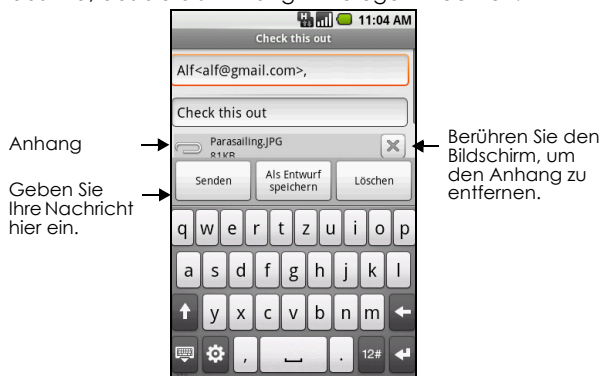 11:04 AM
Check this out
Alf<alf@gmail.com>,
Check this out
Anhang
Parasailing.JPG
81KB
Berühren Sie den
Bildschirm, um
den Anhang zu
entfernen.
Geben Sie
Ihre Nachricht
hier ein.
Senden
Als Entwurf
speichern
Löschen
q w e r t z u i o p
a s d f g h j k l
y x c v b n m
, . 12#